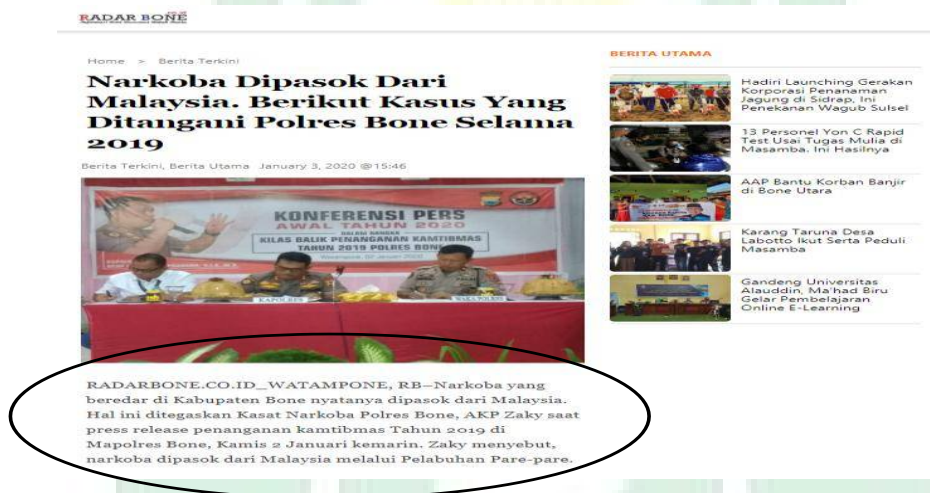 RADAR BONE
Home > Berita Terkini
Narkoba Dipasok Dari
Malaysia. Berikut Kasus Yang
Ditangani Polres Bone Selama
2019
Berita Terkini, Berita Utama January 3, 2020 @15:46
KONFERENSI PERS
AWAL TAHUN 2020
DALAM RANGKA
KILAS BALIK PENANGANAN KAMTIBMAS
TAHUN 2019 POLRES BONE
KAPOLRES
WAKA POLRES
RADARBONE.CO.ID_WATAMPONE, RB–Narkoba yang
beredar di Kabupaten Bone nyatanya dipasok dari Malaysia.
Hal ini ditegaskan Kasat Narkoba Polres Bone, AKP Zaky saat
press release penanganan kamtibmas Tahun 2019 di
Mapolres Bone, Kamis 2 Januari kemarin. Zaky menyebut,
narkoba dipasok dari Malaysia melalui Pelabuhan Pare-pare.
BERITA UTAMA
Hadiri Launching Gerakan
Korporasi Penanaman
Jagung di Sidrap, Ini
Penekanan Wagub Sulsel
13 Personel Yon C Rapid
Test Usai Tugas Mulia di
Masamba. Ini Hasilnya
AAP Bantu Korban Banjir
di Bone Utara
Karang Taruna Desa
Labotto Ikut Serta Peduli
Masamba
Gandeng Universitas
Alauddin, Ma'had Biru
Gelar Pembelajaran
Online E-Learning